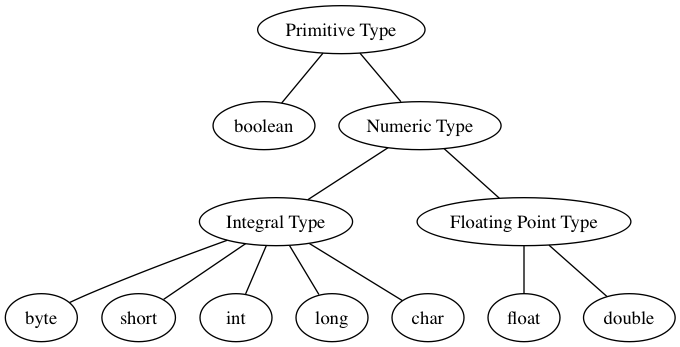 Primitive Type
boolean
Numeric Type
Integral Type
Floating Point Type
byte
short
int
long
char
float
double